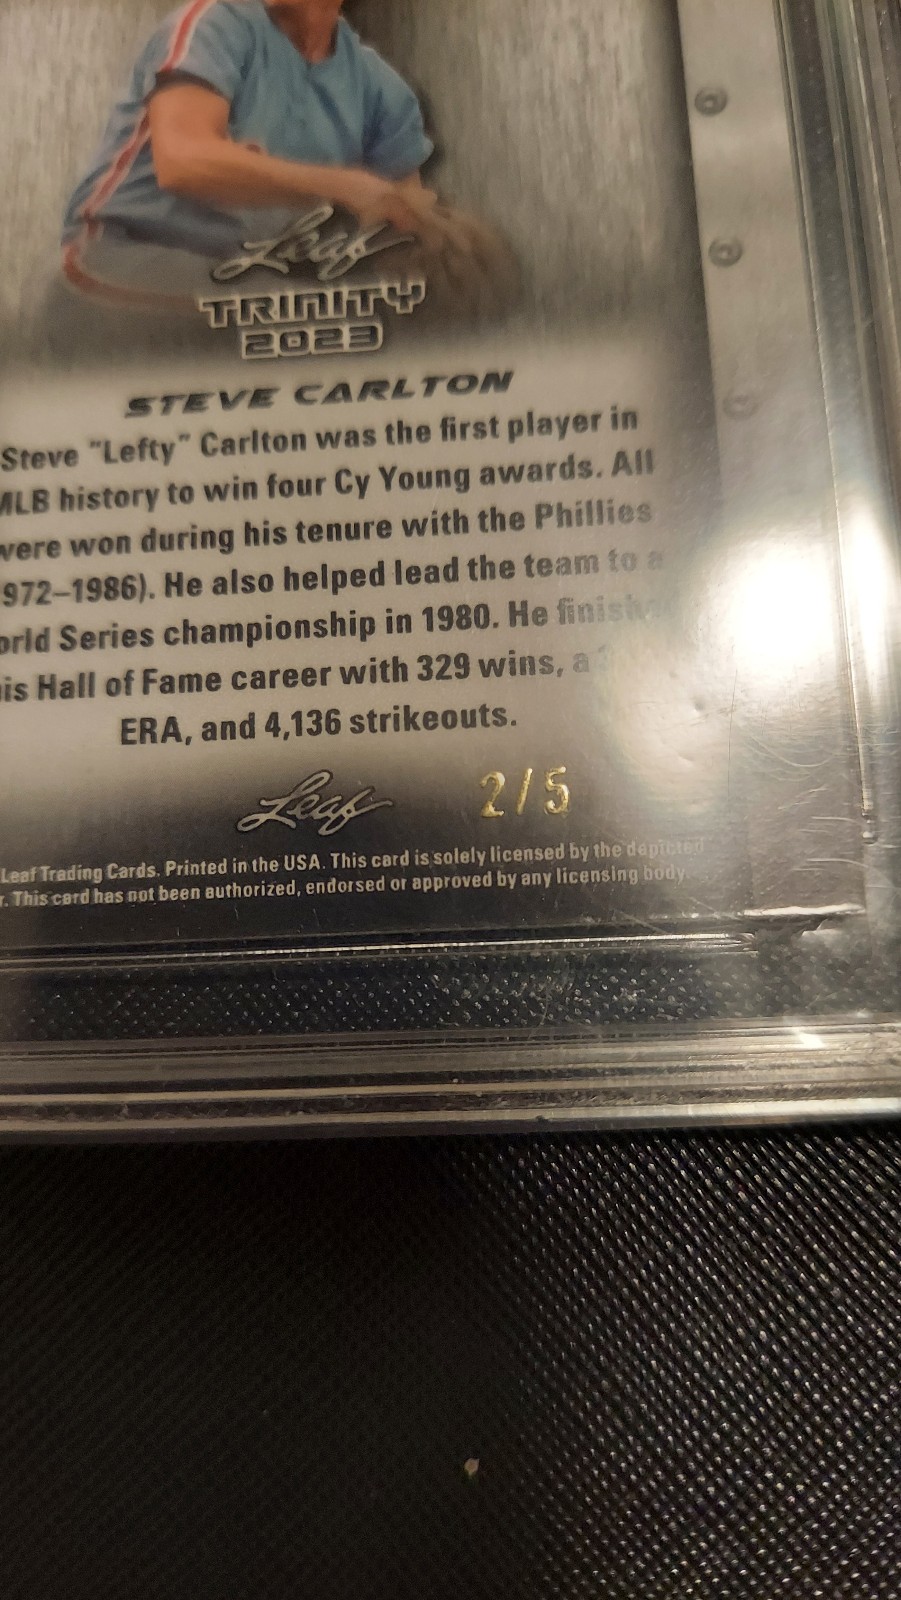 Leaf
TRINITY
2023
STEVE CARLTON
Steve "Lefty" Carlton was the first player in
MLB history to win four Cy Young awards. All
were won during his tenure with the Phillies
972–1986). He also helped lead the team to a
orld Series championship in 1980. He finish
is Hall of Fame career with 329 wins, a
ERA, and 4,136 strikeouts.
Leaf 2/5
Leaf Trading Cards. Printed in the USA. This card is solely licensed by the depicted
r. This card has not been authorized, endorsed or approved by any licensing body.